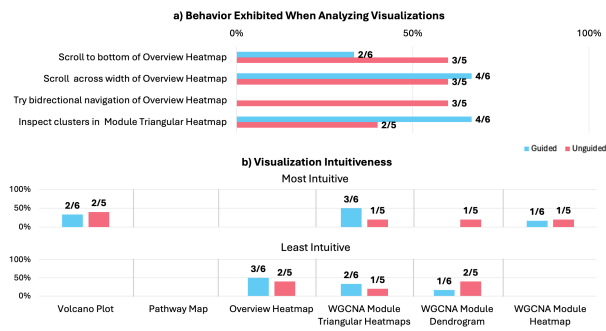 a) Behavior Exhibited When Analyzing Visualizations
0% 50% 100%
Scroll to bottom of Overview Heatmap 2/6
3/5
Scroll across width of Overview Heatmap 4/6
3/5
Try bidrectional navigation of Overview Heatmap 3/5
Inspect clusters in Module Triangular Heatmap 4/6
2/5
Guided Unguided
b) Visualization Intuitiveness
Most Intuitive
100%
50%
0%
2/6 2/5 3/6 1/5 1/5 1/6 1/5
Least Intuitive
100%
50%
0%
3/6 2/5 2/6 1/5 1/6 2/5
Volcano Plot Pathway Map Overview Heatmap WGCNA Module WGCNA Module WGCNA Module
Triangular Heatmaps Dendrogram Heatmap